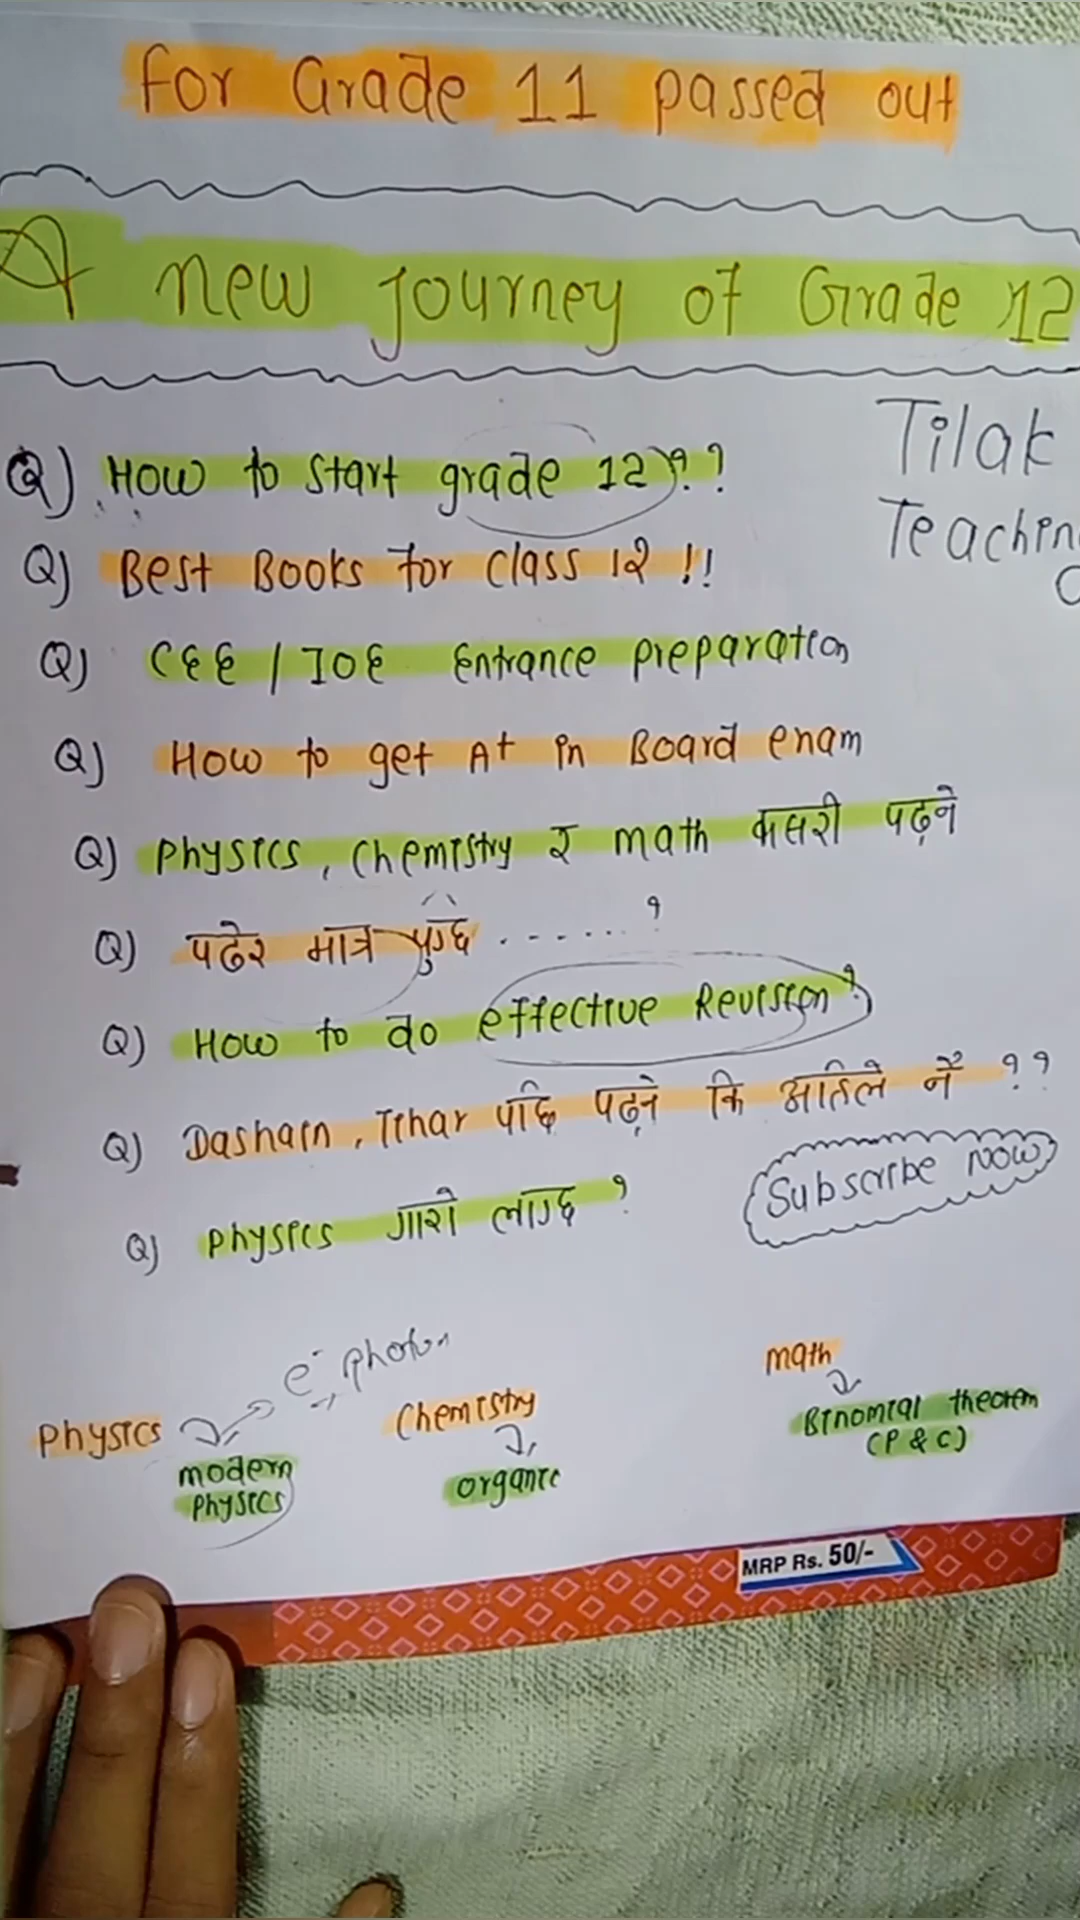 For Grade 11 passed out
A new journey of Grade 12
Tilak
Teaching
Q) How to start grade 12 ??
Q) Best Books for class 12 !!
Q) CEE / IOE Entrance preparation
Q) How to get A+ in Board exam
Q) Physics, Chemistry र math कसरी पढ्ने
Q) पढेर मात्र पुग्छ ....... ?
Q) How to do effective Revision ?
Q) Dashain, Tihar पछि पढ्ने कि अहिले नै ??
Subscribe Now
Q) Physics गारो लाग्छ ?
e⁻, photon
Physics
modern
Physics
Chemistry
organic
math
Binomial theorem
(P & C)
MRP Rs. 50/-